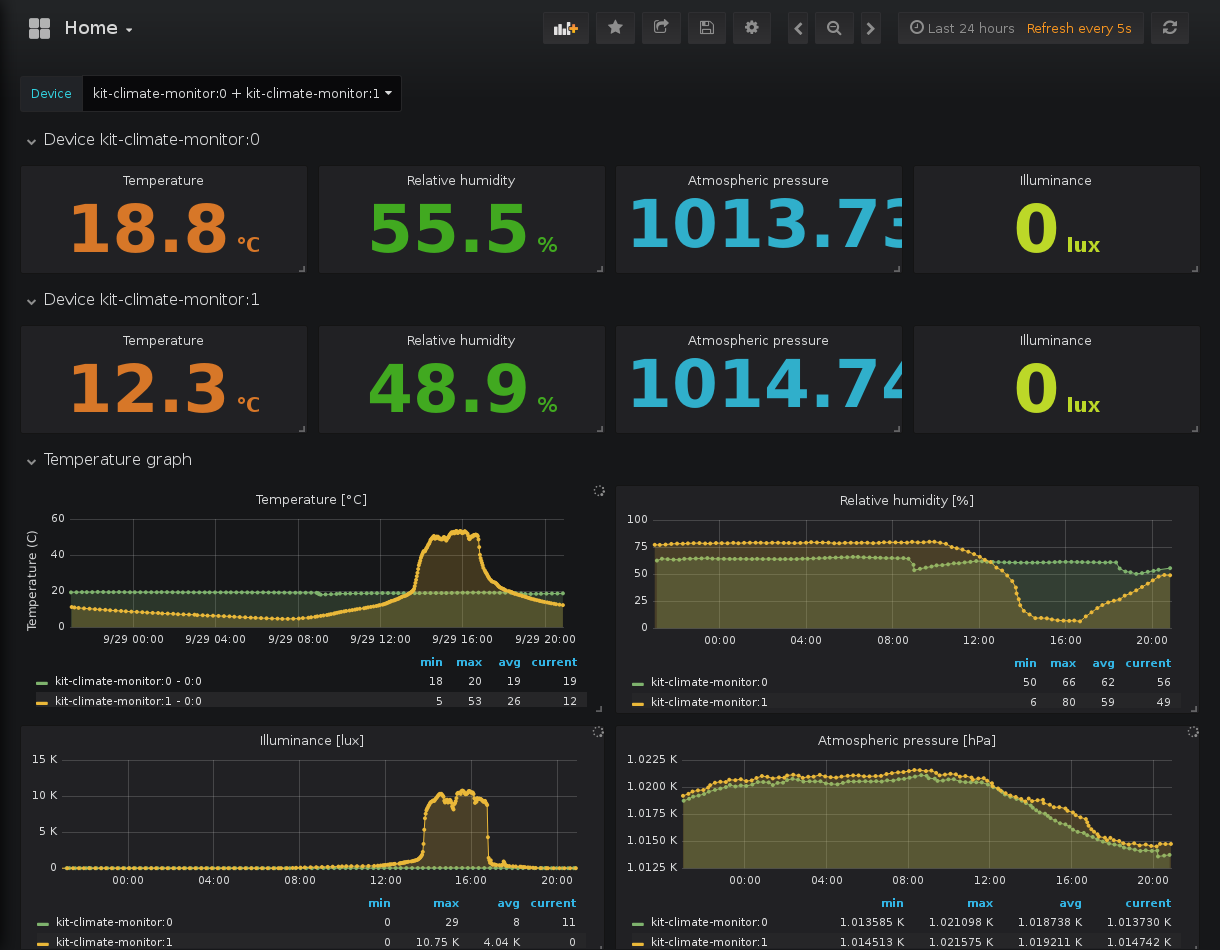 Home
Last 24 hours Refresh every 5s
Device kit-climate-monitor:0 + kit-climate-monitor:1
Device kit-climate-monitor:0
Temperature Relative humidity Atmospheric pressure Illuminance
18.8 °C 55.5 % 1013.73 0 lux
Device kit-climate-monitor:1
Temperature Relative humidity Atmospheric pressure Illuminance
12.3 °C 48.9 % 1014.74 0 lux
Temperature graph
Temperature [°C]
Temperature (C)
60
40
20
0
9/29 00:00 9/29 04:00 9/29 08:00 9/29 12:00 9/29 16:00 9/29 20:00
min max avg current
kit-climate-monitor:0 - 0:0 18 20 19 19
kit-climate-monitor:1 - 0:0 5 53 26 12
Relative humidity [%]
100
75
50
25
0
00:00 04:00 08:00 12:00 16:00 20:00
min max avg current
kit-climate-monitor:0 50 66 62 56
kit-climate-monitor:1 6 80 59 49
Illuminance [lux]
15 K
10 K
5 K
0
00:00 04:00 08:00 12:00 16:00 20:00
min max avg current
kit-climate-monitor:0 0 29 8 11
kit-climate-monitor:1 0 10.75 K 4.04 K 0
Atmospheric pressure [hPa]
1.0225 K
1.0200 K
1.0175 K
1.0150 K
1.0125 K
00:00 04:00 08:00 12:00 16:00 20:00
min max avg current
kit-climate-monitor:0 1.013585 K 1.021098 K 1.018738 K 1.013730 K
kit-climate-monitor:1 1.014513 K 1.021575 K 1.019211 K 1.014742 K